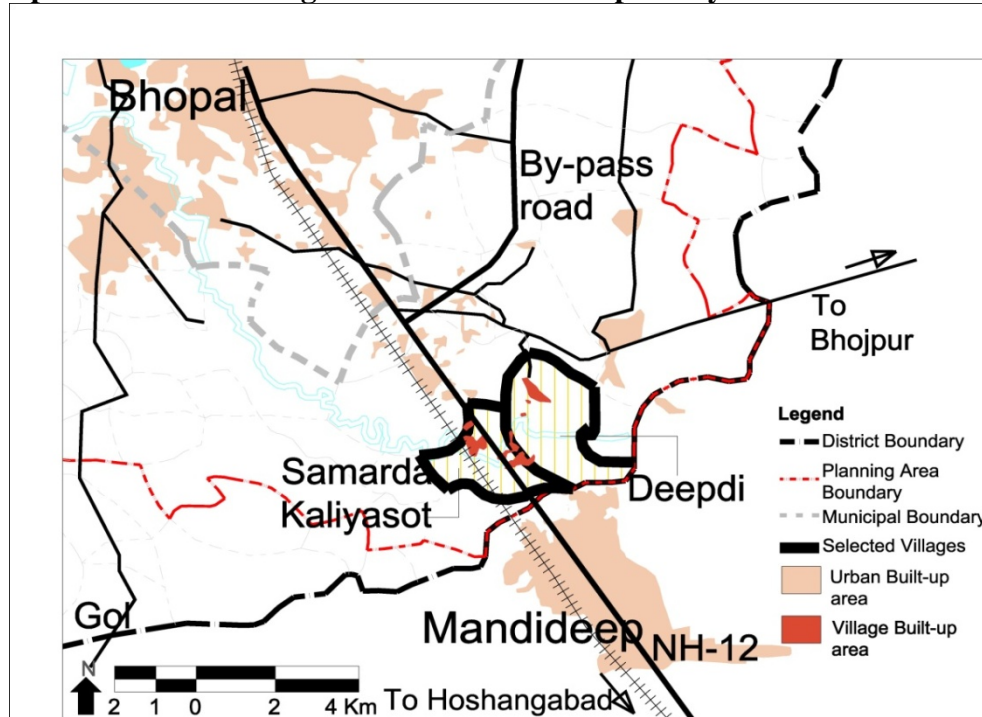 Bhopal
By-pass
road
To
Bhojpur
Samarda
Kaliyasot
Deepdi
Legend
District Boundary
Planning Area
Boundary
Municipal Boundary
Selected Villages
Urban Built-up
area
Village Built-up
area
Gol
Mandideep
NH-12
N
2 1 0 2 4 Km
To Hoshangabad